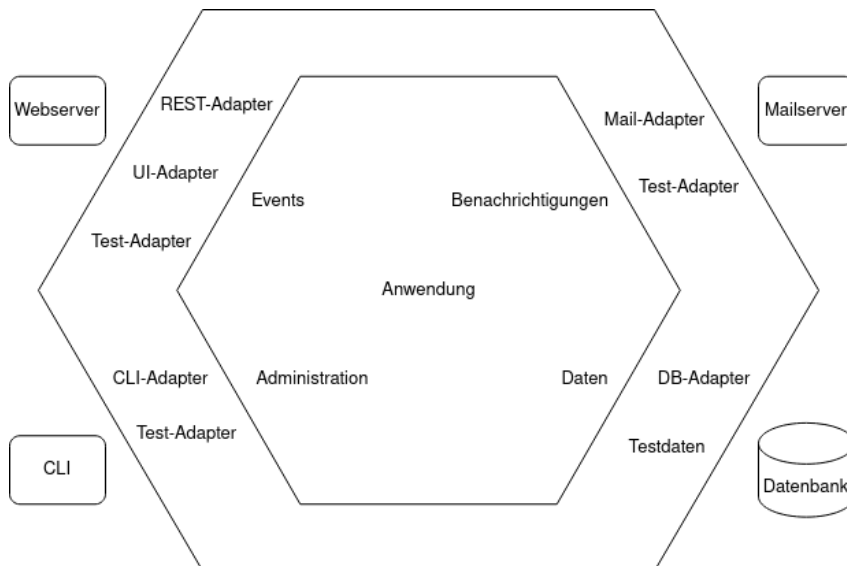 Webserver
REST-Adapter
Mail-Adapter
Mailserver
UI-Adapter
Test-Adapter
Events
Benachrichtigungen
Test-Adapter
Anwendung
CLI-Adapter
Administration
Daten
DB-Adapter
Test-Adapter
Testdaten
CLI
Datenbank